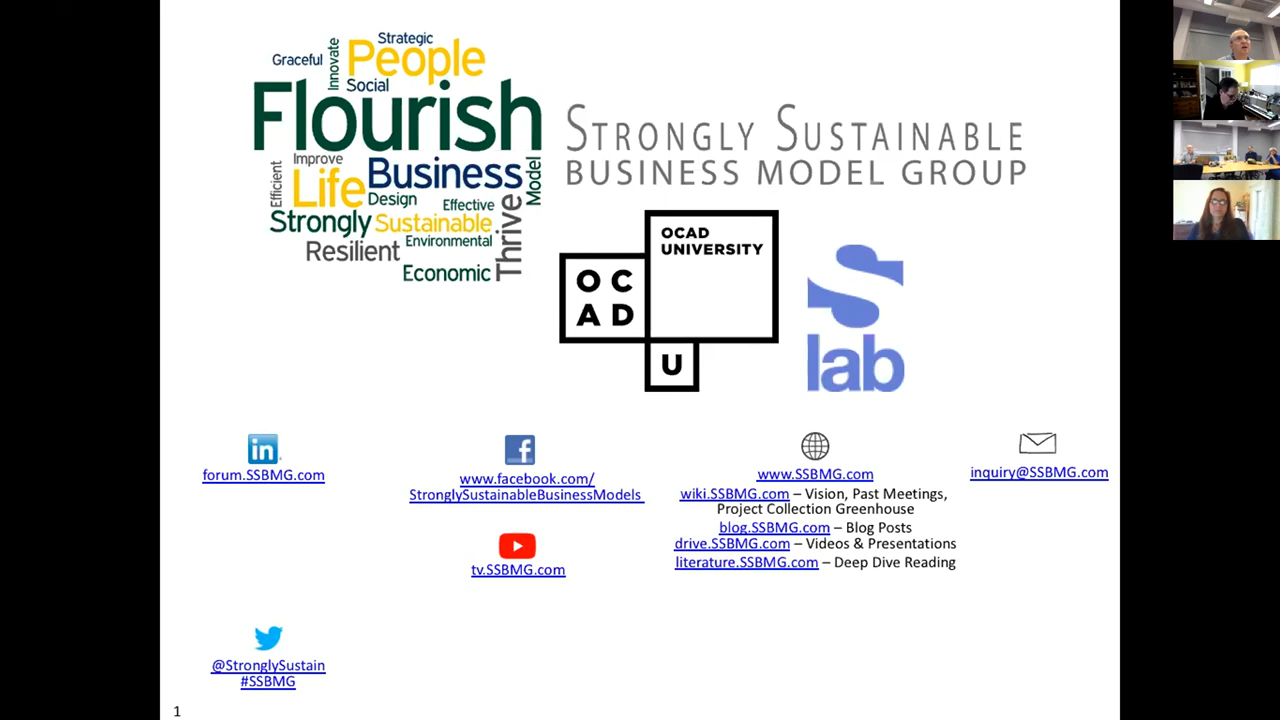 Strategic
Graceful
Innovate
People
Social
Flourish
Improve
Efficient
Life
Business
Model
Design
Effective
Strongly
Sustainable
Thrive
Resilient
Environmental
Economic
STRONGLY SUSTAINABLE
BUSINESS MODEL GROUP
OCAD
UNIVERSITY
O C
A D
U
S
lab
in
forum.SSBMG.com
f
www.facebook.com/
StronglySustainableBusinessModels
www.SSBMG.com
wiki.SSBMG.com – Vision, Past Meetings,
Project Collection Greenhouse
blog.SSBMG.com – Blog Posts
drive.SSBMG.com – Videos & Presentations
literature.SSBMG.com – Deep Dive Reading
inquiry@SSBMG.com
tv.SSBMG.com
@StronglySustain
#SSBMG
1